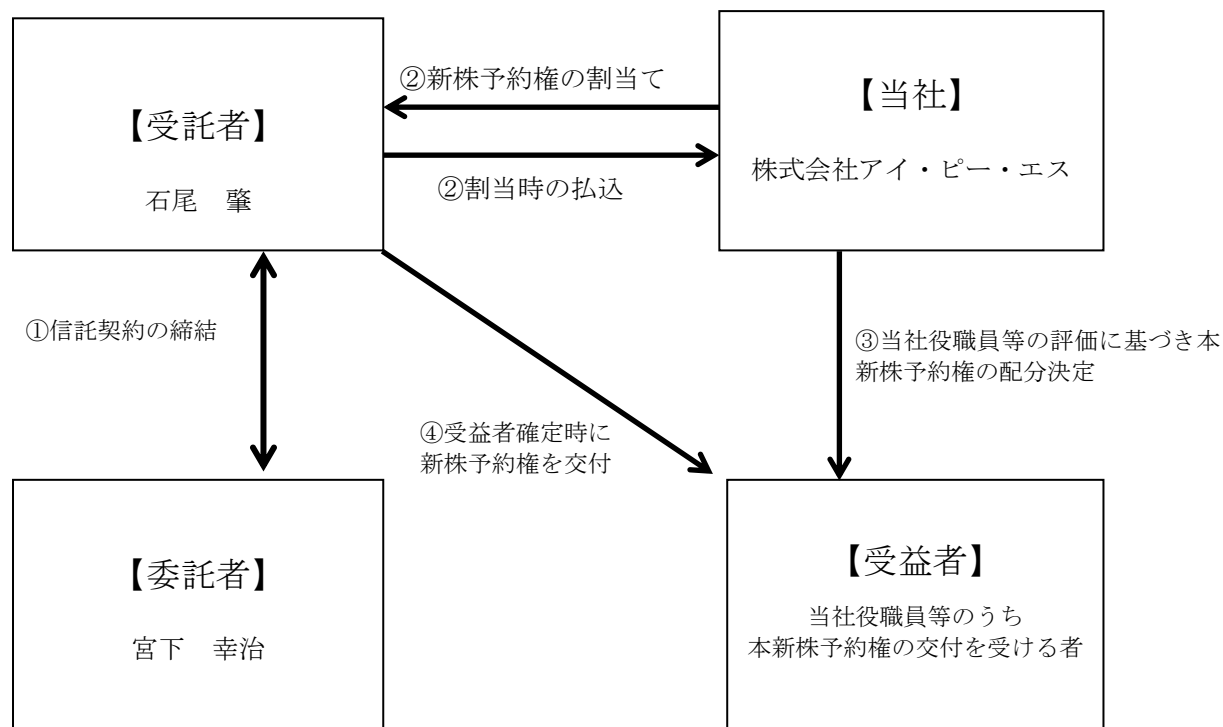 ②新株予約権の割当て
【当社】
【受託者】
株式会社アイ・ピー・エス
②割当時の払込
石尾　肇
①信託契約の締結
③当社役職員等の評価に基づき本
新株予約権の配分決定
④受益者確定時に
新株予約権を交付
【委託者】
宮下　幸治
【受益者】
当社役職員等のうち
本新株予約権の交付を受ける者